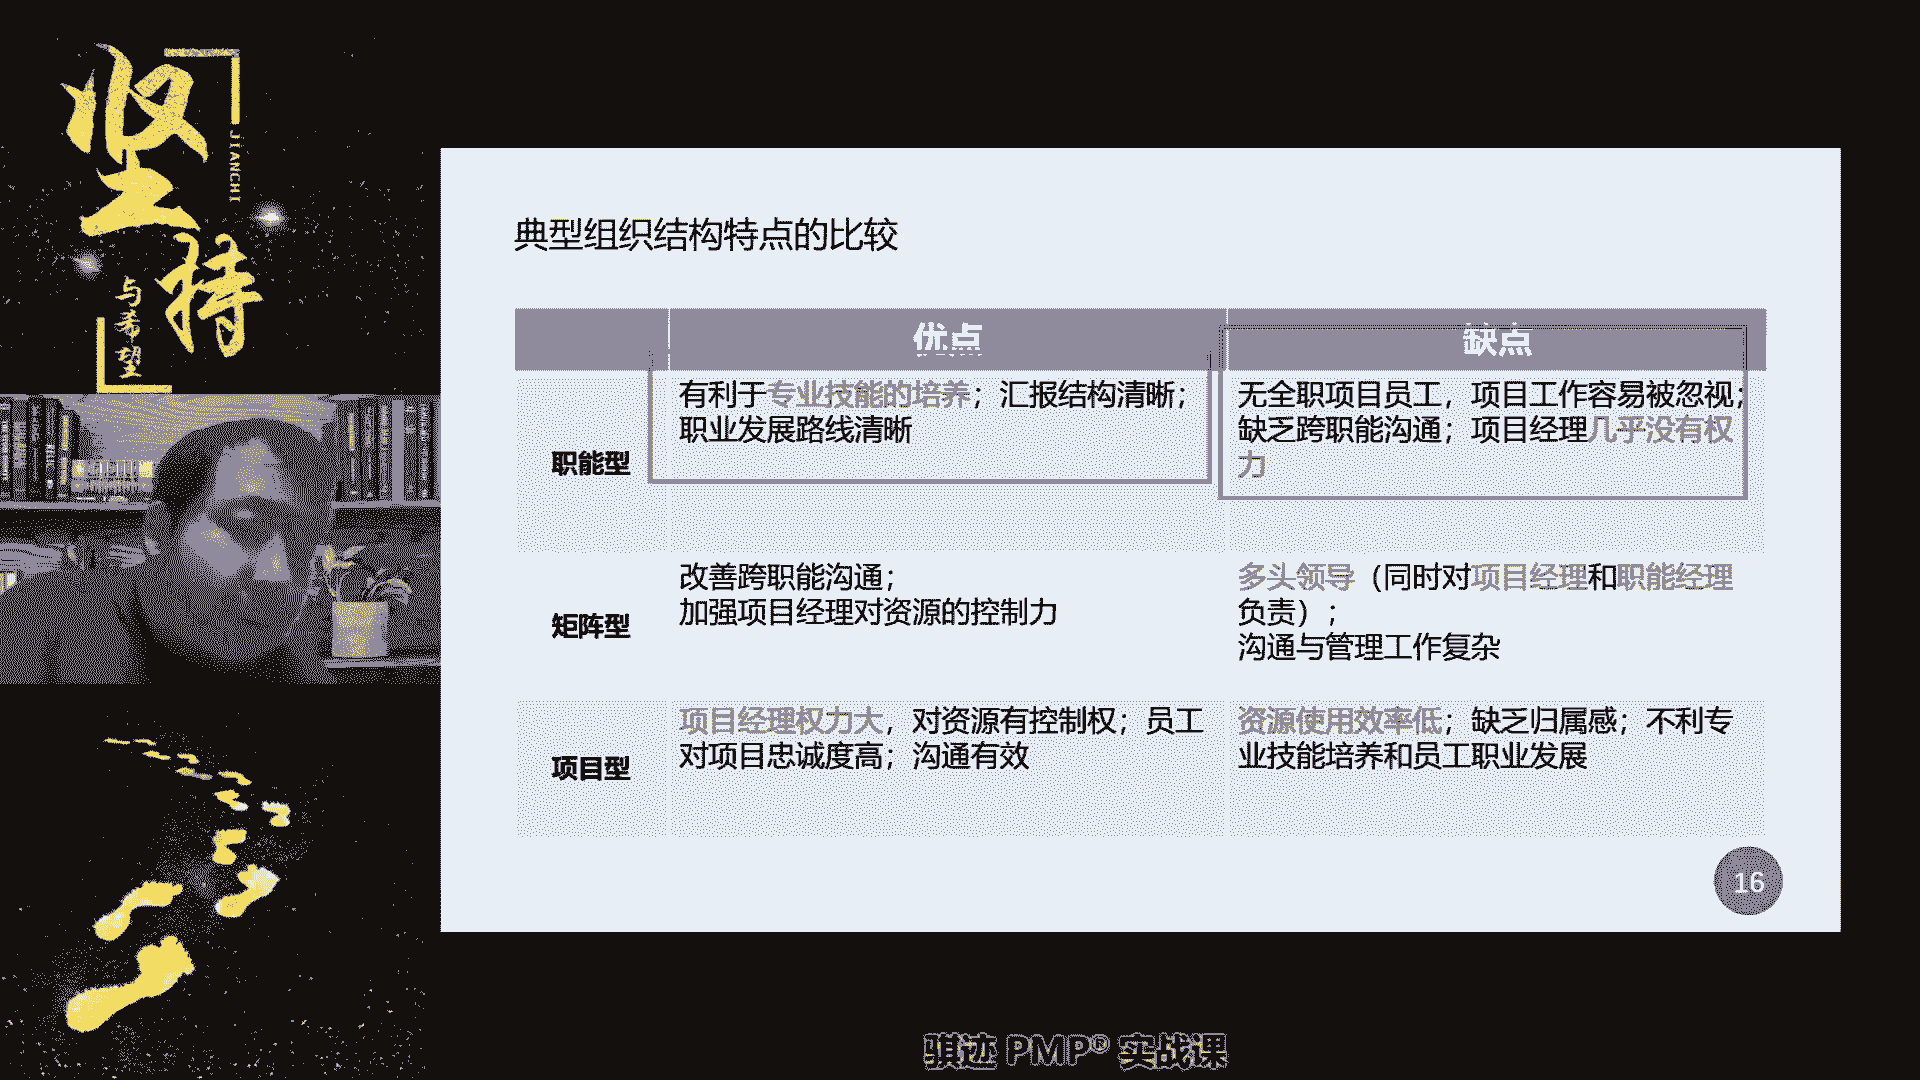 坚持
JIANCHI
与希望
典型组织结构特点的比较
优点
缺点
职能型
有利于专业技能的培养；汇报结构清晰；
职业发展路线清晰
无全职项目员工，项目工作容易被忽视；
缺乏跨职能沟通；项目经理几乎没有权
力
矩阵型
改善跨职能沟通；
加强项目经理对资源的控制力
多头领导（同时对项目经理和职能经理
负责）；
沟通与管理工作复杂
项目型
项目经理权力大，对资源有控制权；员工
对项目忠诚度高；沟通有效
资源使用效率低；缺乏归属感；不利专
业技能培养和员工职业发展
16
骐迹 PMP® 实战课